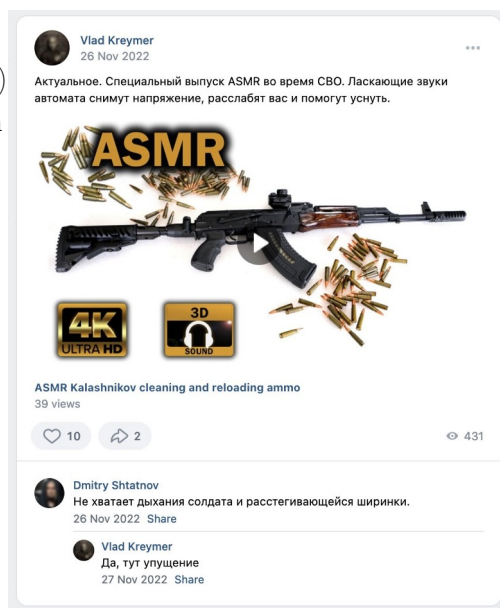 Vlad Kreymer
26 Nov 2022
Актуальное. Специальный выпуск ASMR во время СВО. Ласкающие звуки
автомата снимут напряжение, расслабят вас и помогут уснуть.
ASMR
4K
ULTRA HD
3D
SOUND
ASMR Kalashnikov cleaning and reloading ammo
39 views
10
2
431
Dmitry Shtatnov
Не хватает дыхания солдата и расстегивающейся ширинки.
26 Nov 2022 Share
Vlad Kreymer
Да, тут упущение
27 Nov 2022 Share